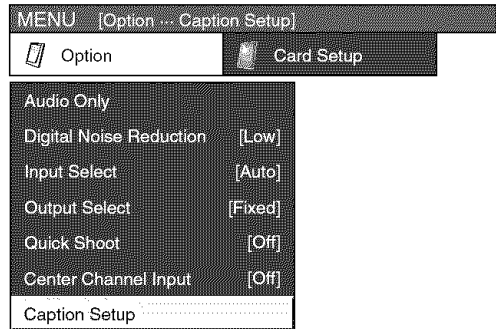 MENU [Option ··· Caption Setup]
Option Card Setup
Audio Only
Digital Noise Reduction [Low]
Input Select [Auto]
Output Select [Fixed]
Quick Shoot [Off]
Center Channel Input [Off]
Caption Setup